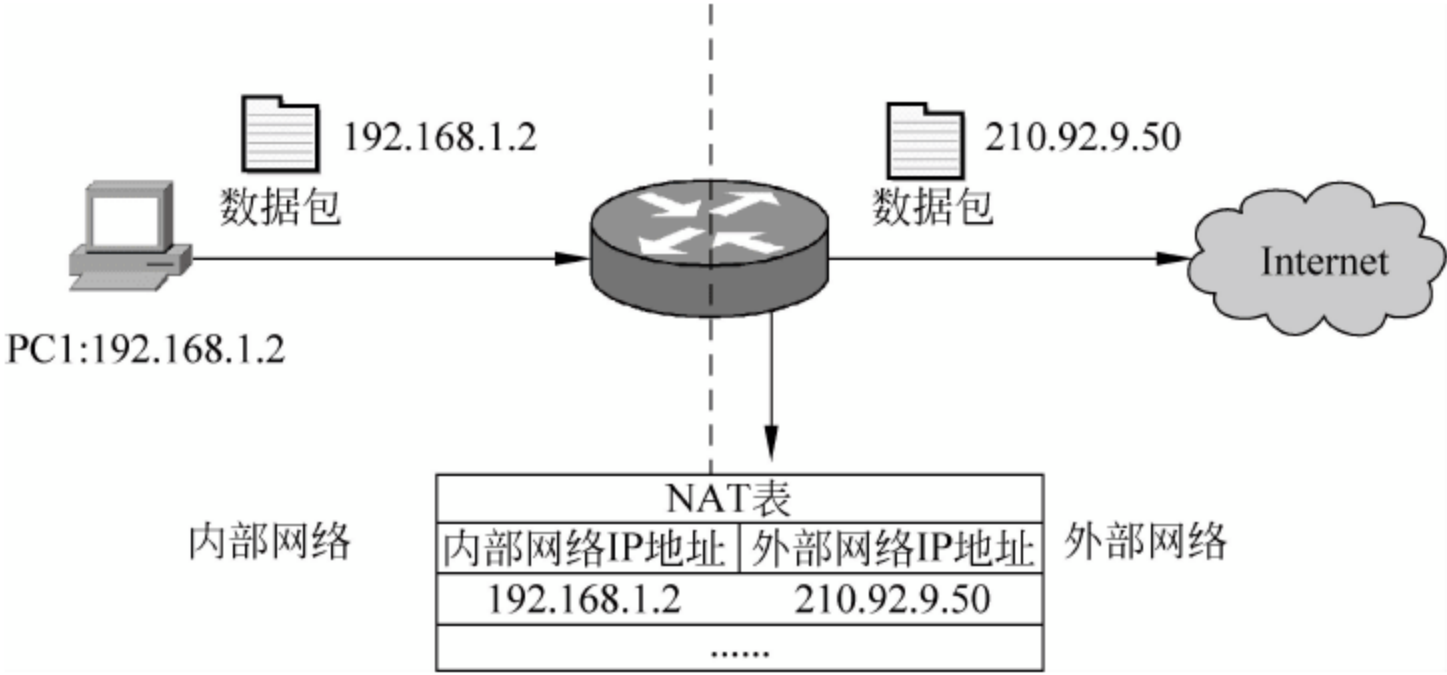 192.168.1.2
数据包
210.92.9.50
数据包
Internet
PC1:192.168.1.2
内部网络
NAT表
内部网络IP地址 外部网络IP地址
192.168.1.2 210.92.9.50
......
外部网络